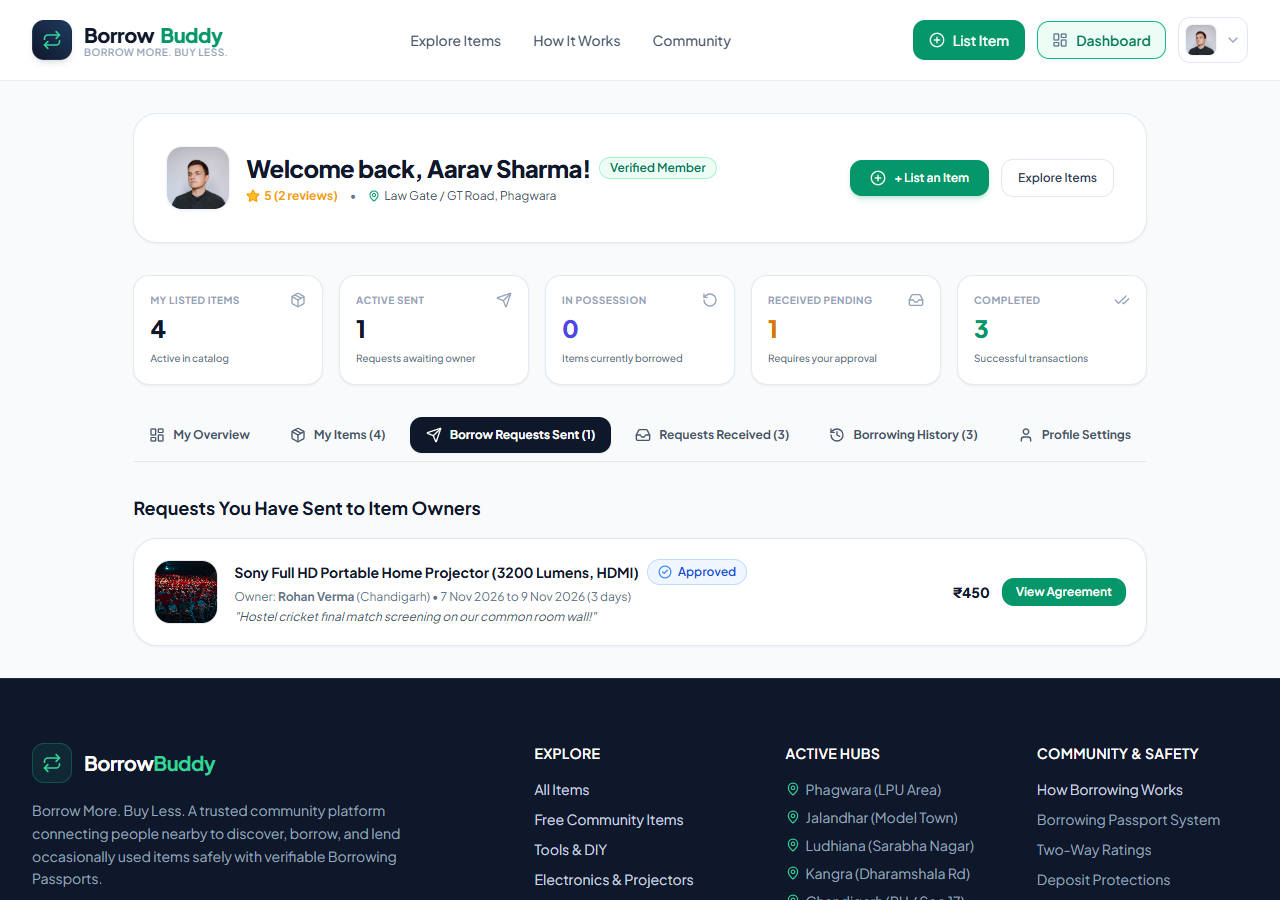 Borrow Buddy
BORROW MORE. BUY LESS.
Explore Items
How It Works
Community
List Item
Dashboard
Welcome back, Aarav Sharma!
Verified Member
5 (2 reviews) • Law Gate / GT Road, Phagwara
+ List an Item
Explore Items
MY LISTED ITEMS
4
Active in catalog
ACTIVE SENT
1
Requests awaiting owner
IN POSSESSION
0
Items currently borrowed
RECEIVED PENDING
1
Requires your approval
COMPLETED
3
Successful transactions
My Overview
My Items (4)
Borrow Requests Sent (1)
Requests Received (3)
Borrowing History (3)
Profile Settings
Requests You Have Sent to Item Owners
Sony Full HD Portable Home Projector (3200 Lumens, HDMI)
Approved
Owner: Rohan Verma (Chandigarh) • 7 Nov 2026 to 9 Nov 2026 (3 days)
"Hostel cricket final match screening on our common room wall!"
₹450
View Agreement
BorrowBuddy
Borrow More. Buy Less. A trusted community platform
connecting people nearby to discover, borrow, and lend
occasionally used items safely with verifiable Borrowing
Passports.
EXPLORE
All Items
Free Community Items
Tools & DIY
Electronics & Projectors
ACTIVE HUBS
Phagwara (LPU Area)
Jalandhar (Model Town)
Ludhiana (Sarabha Nagar)
Kangra (Dharamshala Rd)
COMMUNITY & SAFETY
How Borrowing Works
Borrowing Passport System
Two-Way Ratings
Deposit Protections